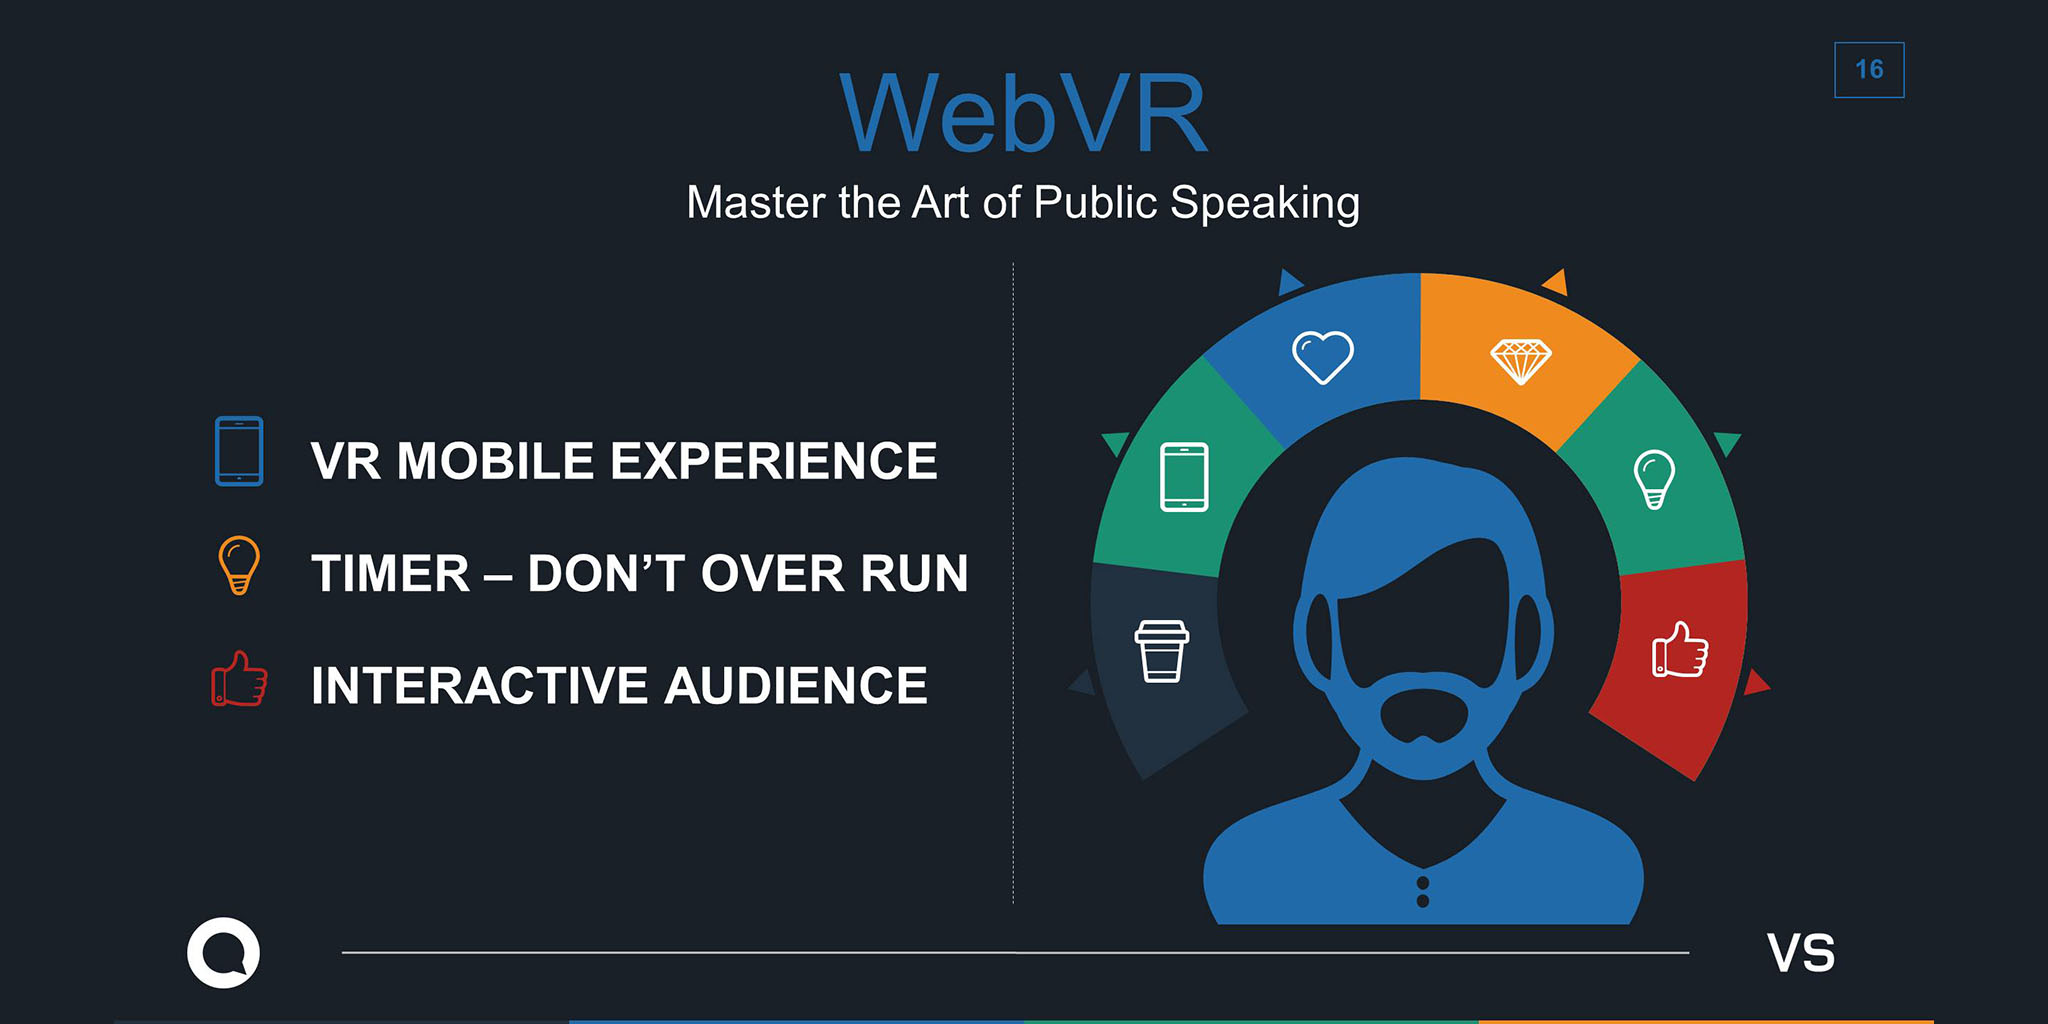 16
WebVR
Master the Art of Public Speaking
VR MOBILE EXPERIENCE
TIMER – DON’T OVER RUN
INTERACTIVE AUDIENCE
VS